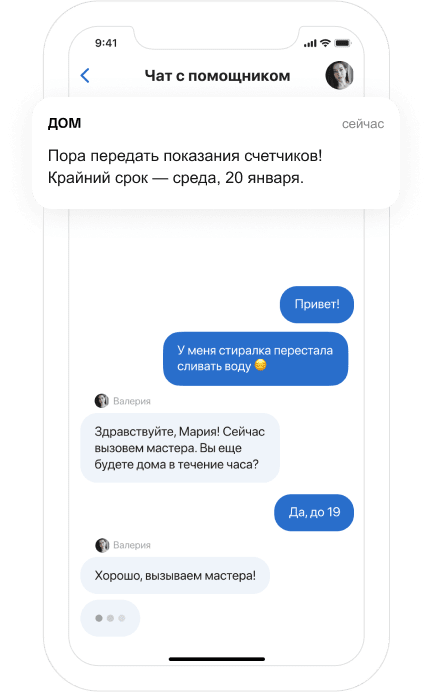 9:41
Чат с помощником
ДОМ
сейчас
Пора передать показания счетчиков!
Крайний срок — среда, 20 января.
Привет!
У меня стиралка перестала
сливать воду 😁
Валерия
Здравствуйте, Мария! Сейчас
вызовем мастера. Вы еще
будете дома в течение часа?
Да, до 19
Валерия
Хорошо, вызываем мастера!